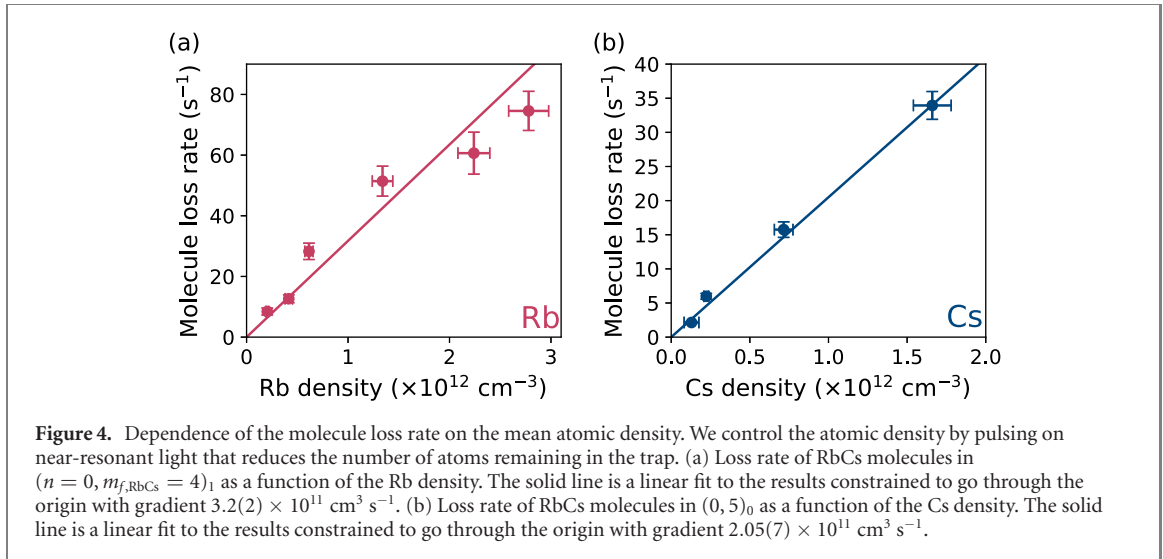 (a)
(b)
Molecule loss rate (s⁻¹)
80
60
40
20
0
0
1
2
3
Rb density (×10¹² cm⁻³)
Rb
Molecule loss rate (s⁻¹)
40
35
30
25
20
15
10
5
0
0.0
0.5
1.0
1.5
2.0
Cs density (×10¹² cm⁻³)
Cs
Figure 4. Dependence of the molecule loss rate on the mean atomic density. We control the atomic density by pulsing on
near-resonant light that reduces the number of atoms remaining in the trap. (a) Loss rate of RbCs molecules in
(n = 0, m_{f,RbCs} = 4)₁ as a function of the Rb density. The solid line is a linear fit to the results constrained to go through the
origin with gradient 3.2(2) × 10¹¹ cm³ s⁻¹. (b) Loss rate of RbCs molecules in (0, 5)₀ as a function of the Cs density. The solid
line is a linear fit to the results constrained to go through the origin with gradient 2.05(7) × 10¹¹ cm³ s⁻¹.